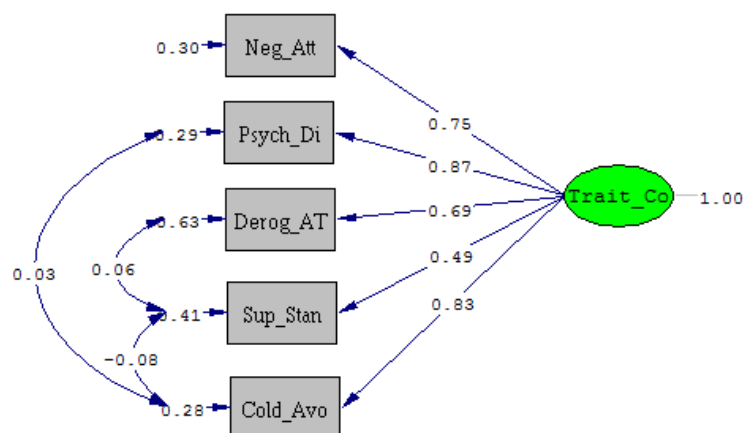 0.30 Neg_Att
0.75
0.29 Psych_Di
0.87
Trait_Co 1.00
0.69
0.63 Derog_AT
0.49
0.06
0.03
0.83
0.41 Sup_Stan
-0.08
0.28 Cold_Avo